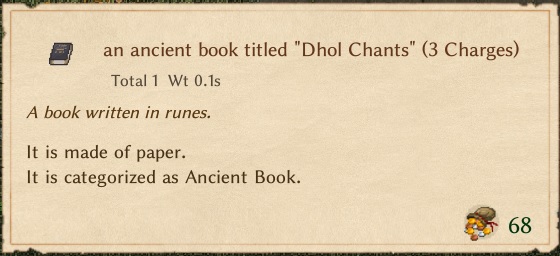 an ancient book titled "Dhol Chants" (3 Charges)
Total 1 Wt 0.1s
A book written in runes.
It is made of paper.
It is categorized as Ancient Book.
68